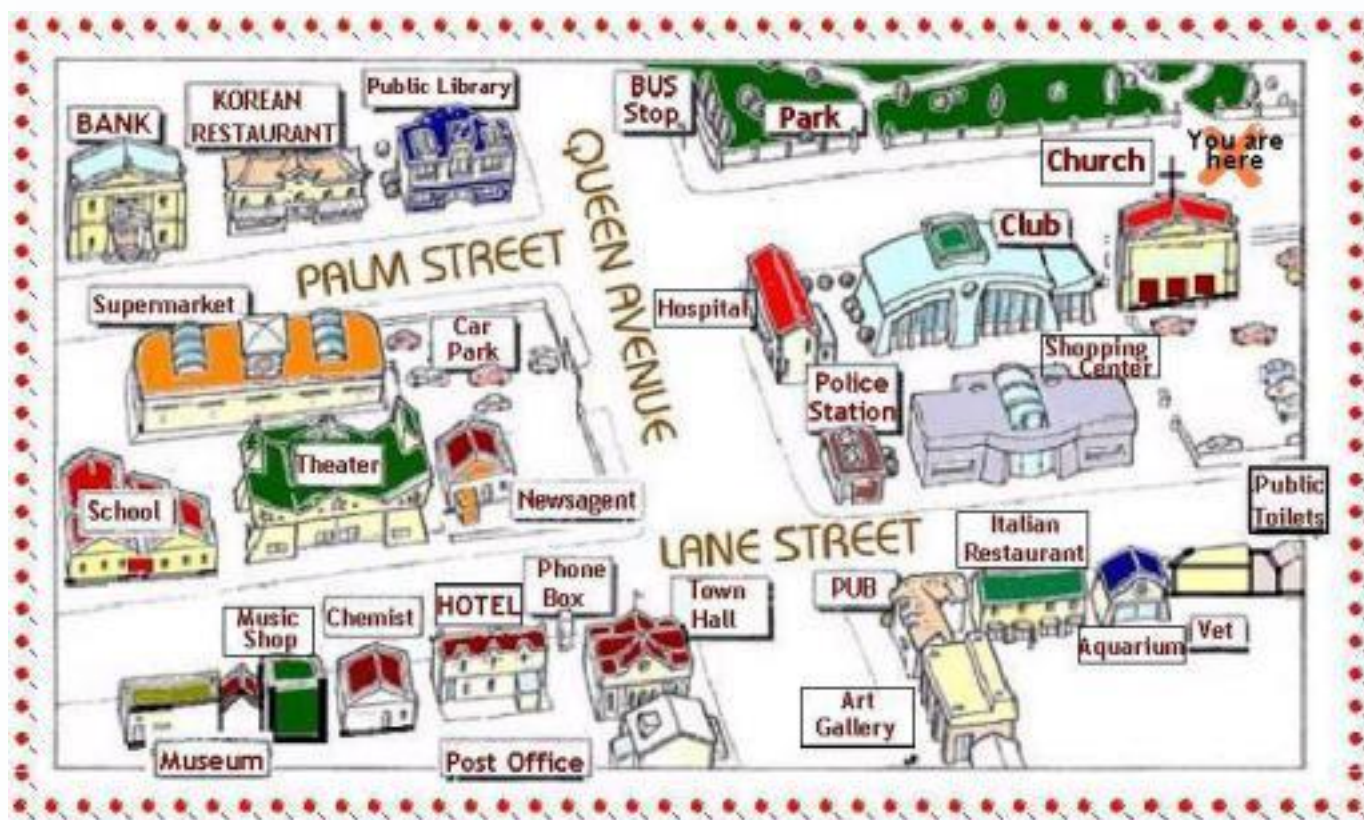 BANK
KOREAN
RESTAURANT
Public Library
BUS
Stop
Park
Church
You are
here
QUEEN AVENUE
PALM STREET
Club
Hospital
Supermarket
Car
Park
Shopping
Center
Police
Station
School
Theater
Newsagent
Public
Toilets
LANE STREET
Italian
Restaurant
PUB
Aquarium
Vet
Music
Shop
Chemist
HOTEL
Phone
Box
Town
Hall
Art
Gallery
Museum
Post Office